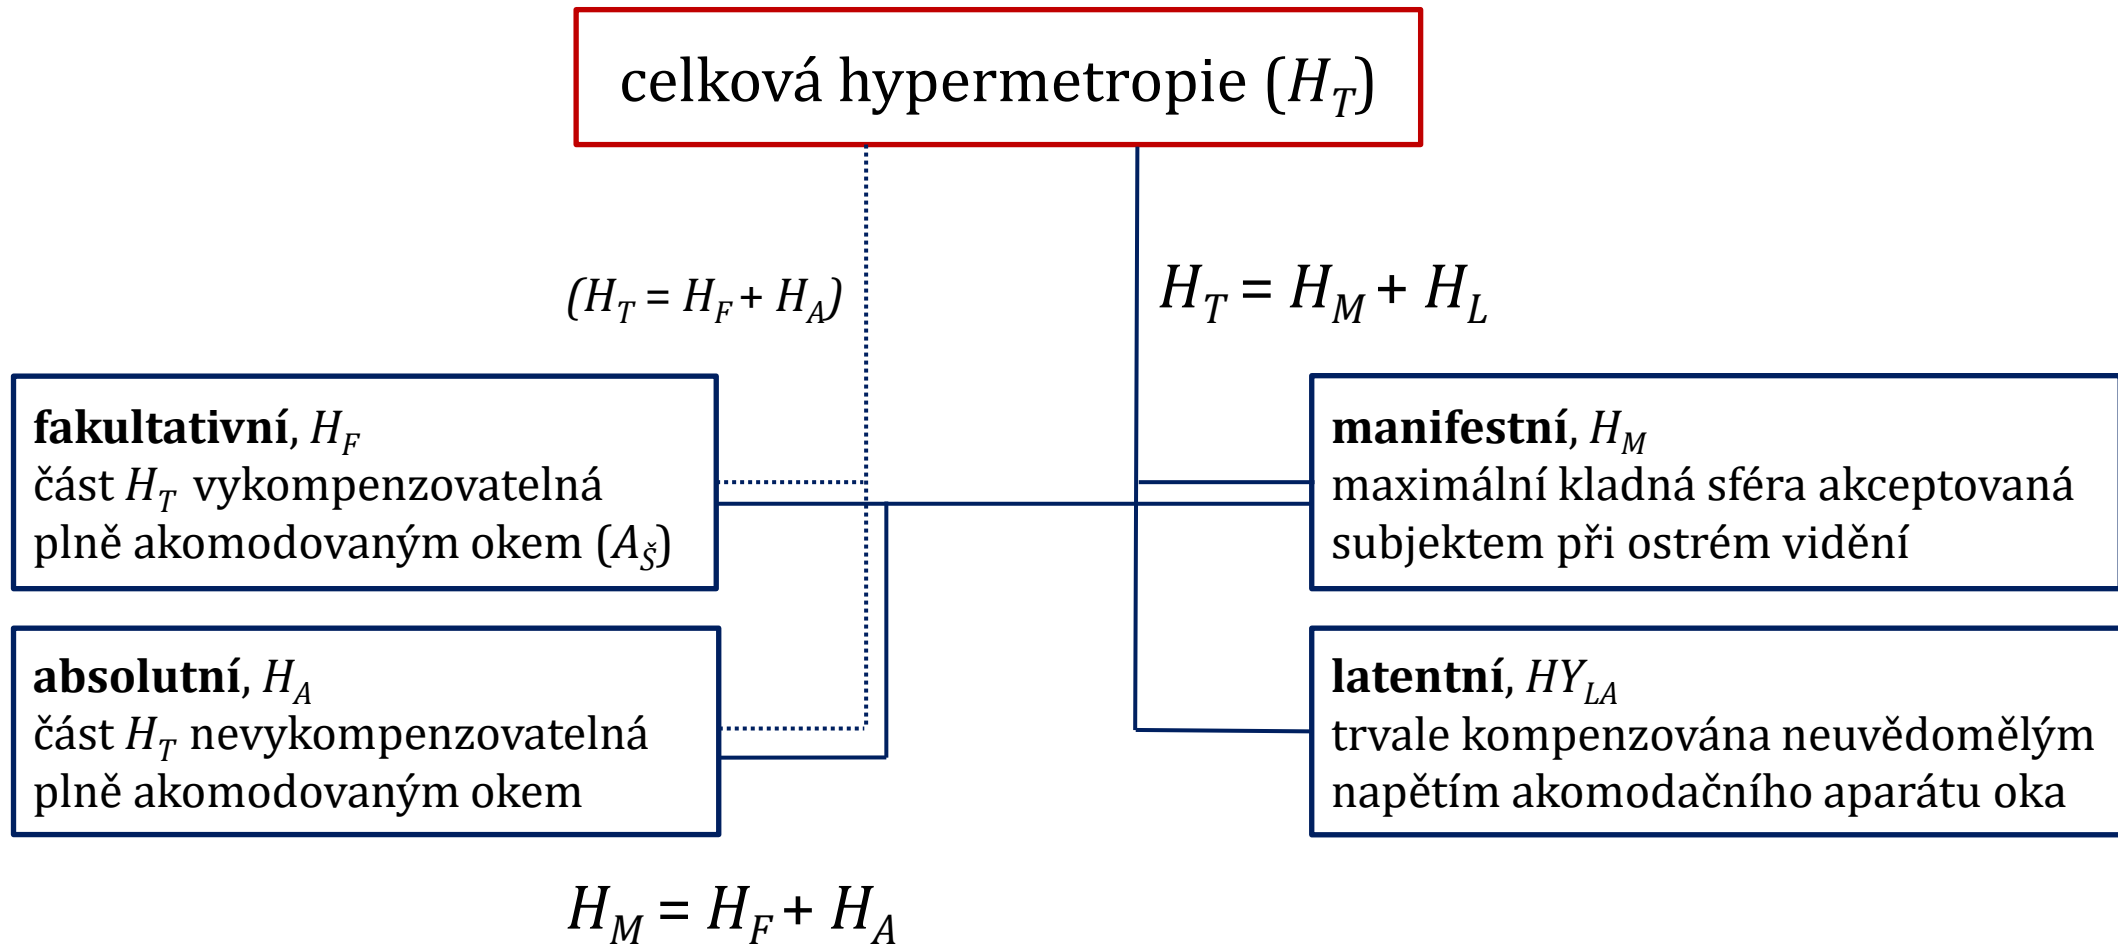 celková hypermetropie (H_T)
(H_T = H_F + H_A)
H_T = H_M + H_L
fakultativní, H_F
část H_T vykompenzovatelná
plně akomodovaným okem (A_Š)
manifestní, H_M
maximální kladná sféra akceptovaná
subjektem při ostrém vidění
absolutní, H_A
část H_T nevykompenzovatelná
plně akomodovaným okem
latentní, HY_LA
trvale kompenzována neuvědomělým
napětím akomodačního aparátu oka
H_M = H_F + H_A